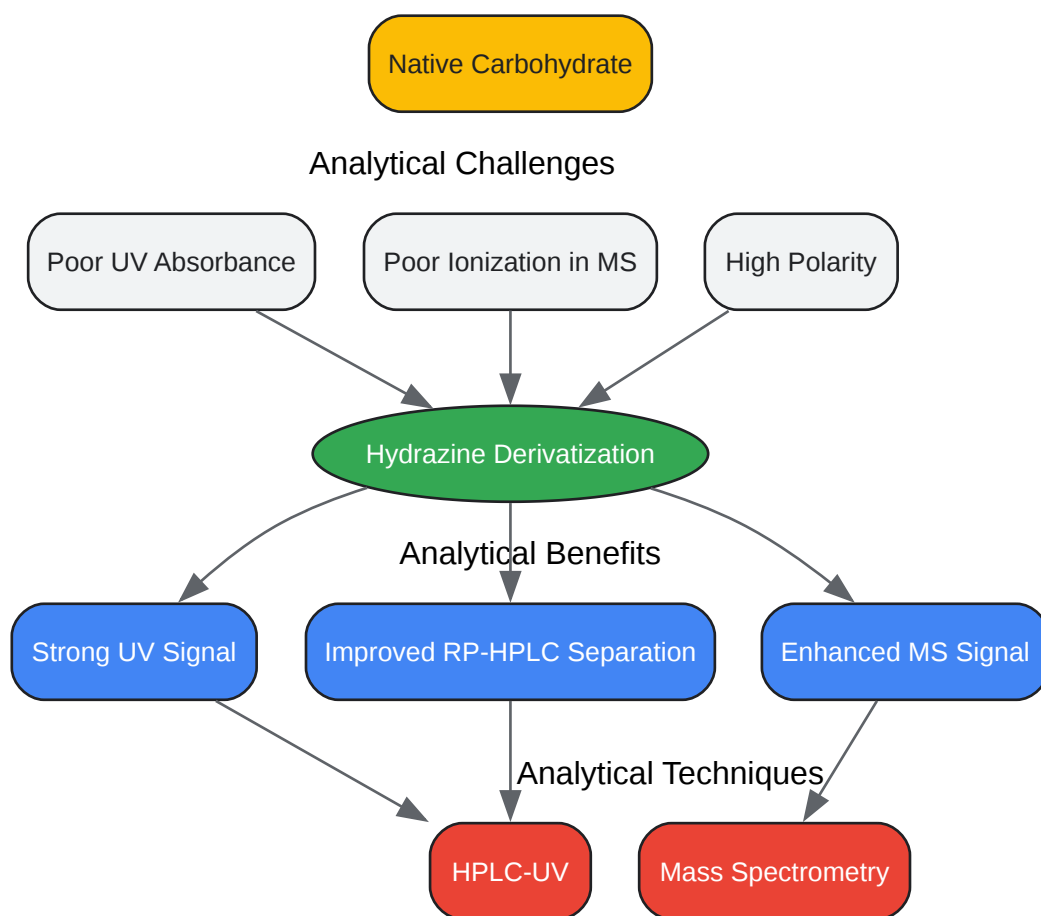 Native Carbohydrate
Analytical Challenges
Poor UV Absorbance
Poor Ionization in MS
High Polarity
Hydrazine Derivatization
Analytical Benefits
Strong UV Signal
Improved RP-HPLC Separation
Enhanced MS Signal
Analytical Techniques
HPLC-UV
Mass Spectrometry